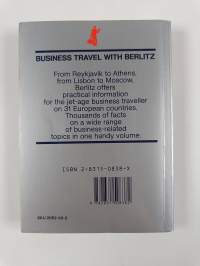 BUSINESS TRAVEL WITH BERLITZ
From Reykjavik to Athens,
from Lisbon to Moscow,
Berlitz offers
practical information
for the jet-age business traveller
on 31 European countries.
Thousands of facts
on a wide range
of business-related
topics in one handy volume.
ISBN 2-8315-0838-X